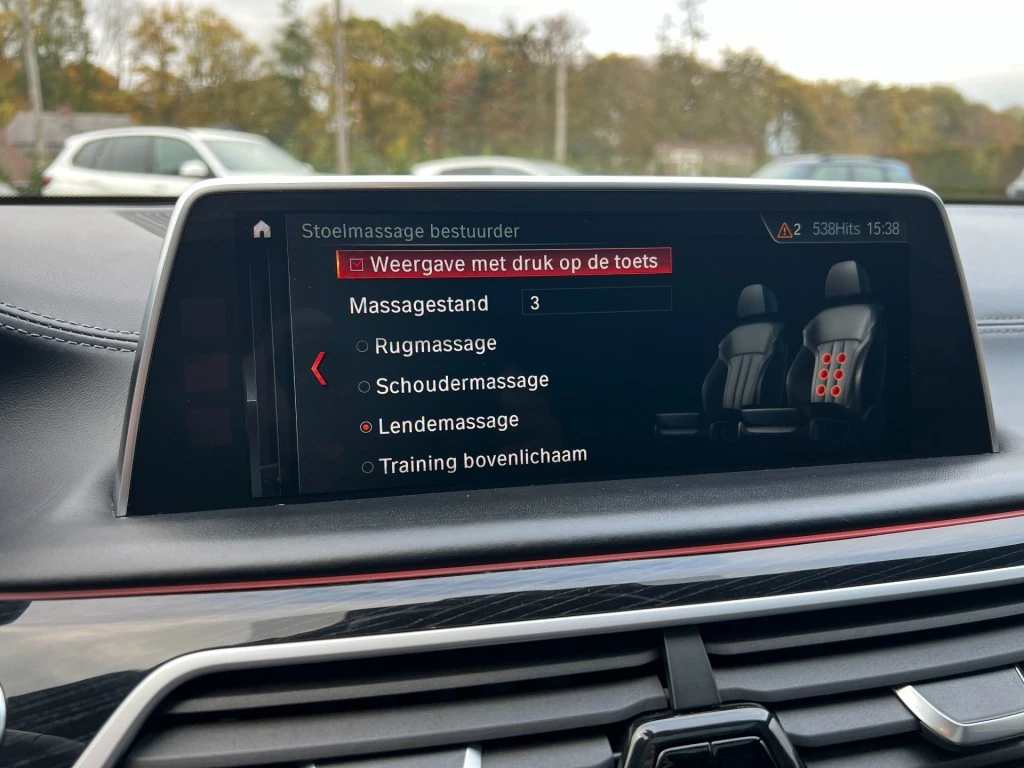 Stoelmassage bestuurder
2 538Hits 15:38
Weergave met druk op de toets
Massagestand 3
Rugmassage
Schoudermassage
Lendemassage
Training bovenlichaam